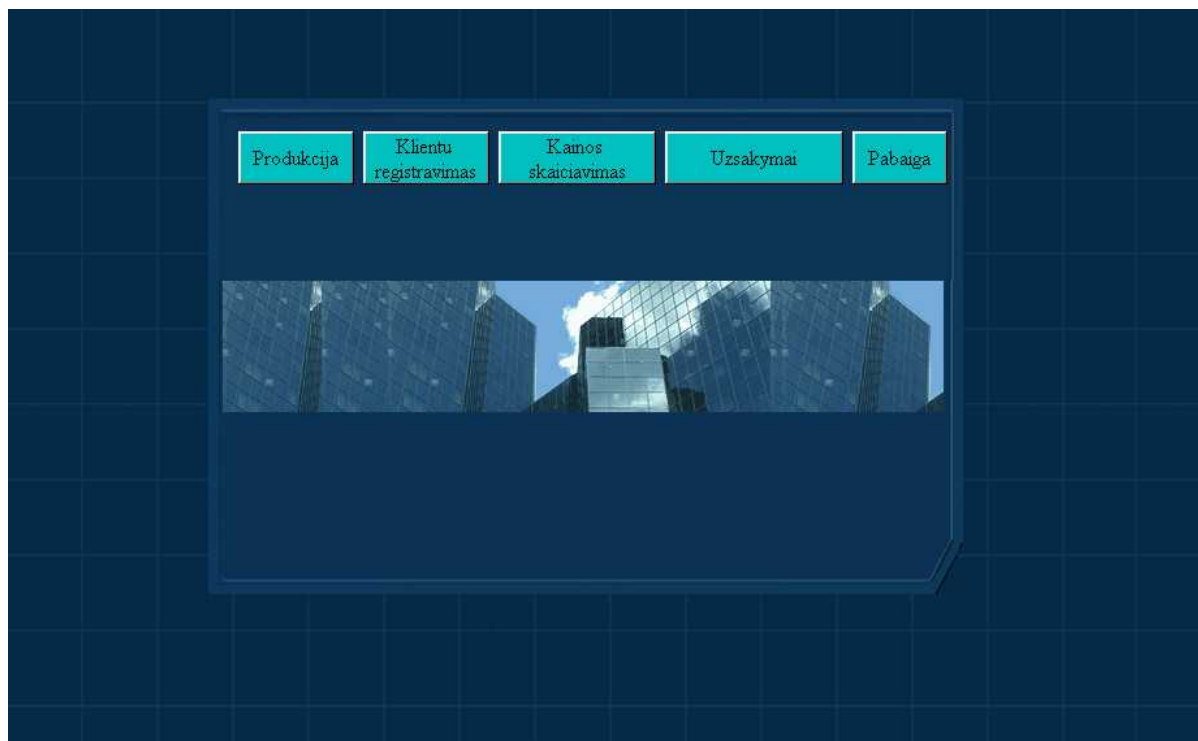 Produkcija
Klientu
registravimas
Kainos
skaiciavimas
Uzsakymai
Pabaiga